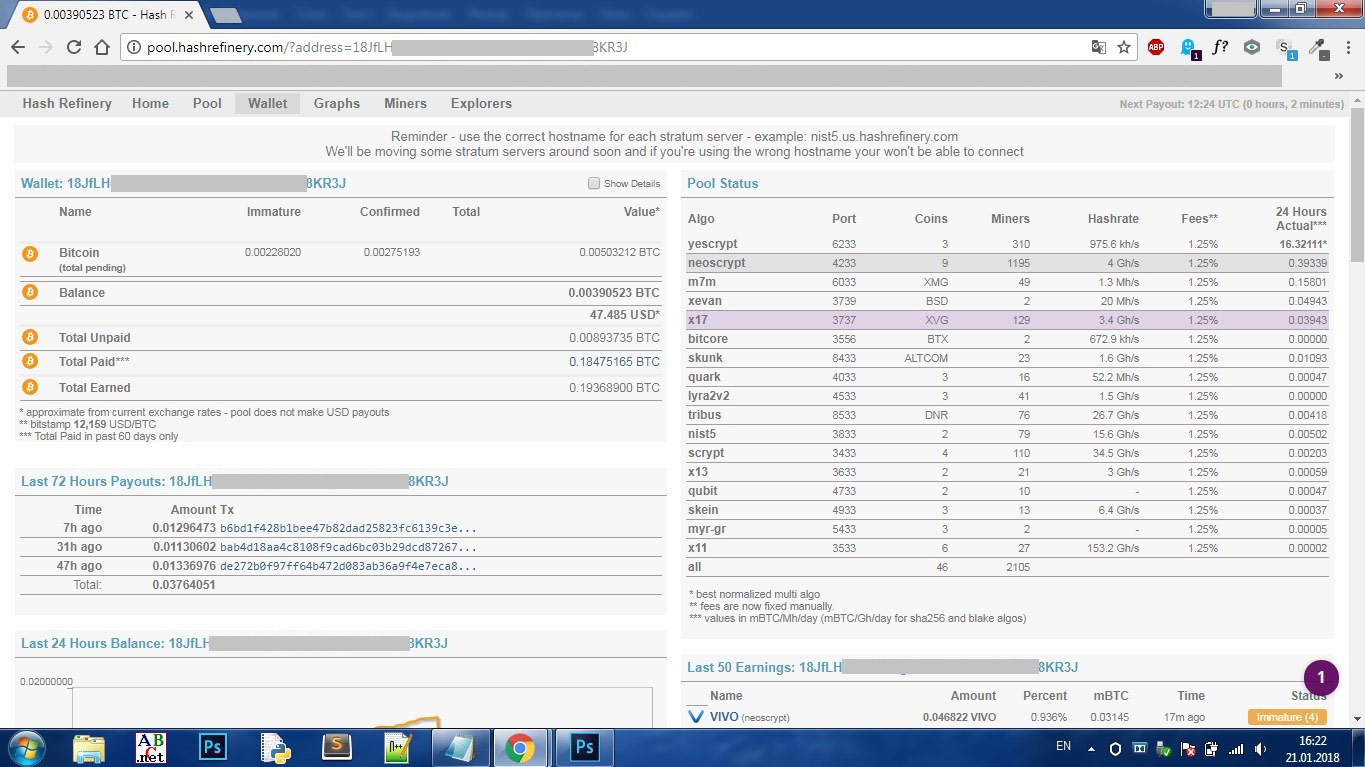 0.00390523 BTC - Hash R
pool.hashrefinery.com/?address=18JfLH 8KR3J
ABP 1 f? S 1
Hash Refinery Home Pool Wallet Graphs Miners Explorers Next Payout: 12:24 UTC (0 hours, 2 minutes)
Reminder - use the correct hostname for each stratum server - example: nist5.us.hashrefinery.com
We'll be moving some stratum servers around soon and if you're using the wrong hostname your won't be able to connect
Wallet: 18JfLH 8KR3J Show Details
Name Immature Confirmed Total Value*
Bitcoin 0.00228020 0.00275193 0.00503212 BTC
(total pending)
Balance 0.00390523 BTC
47.485 USD*
Total Unpaid 0.00893735 BTC
Total Paid*** 0.18475165 BTC
Total Earned 0.19368900 BTC
* approximate from current exchange rates - pool does not make USD payouts
** bitstamp 12,159 USD/BTC
*** Total Paid in past 60 days only
Last 72 Hours Payouts: 18JfLH 8KR3J
Time Amount Tx
7h ago 0.01296473 b6bd1f428b1bee47b82dad25823fc6139c3e...
31h ago 0.01130602 bab4d18aa4c8108f9cad6bc03b29dcd87267...
47h ago 0.01336976 de272b0f97ff64b472d083ab36a9f4e7eca8...
Total: 0.03764051
Last 24 Hours Balance: 18JfLH 8KR3J
0.02000000
Pool Status
Algo Port Coins Miners Hashrate Fees** 24 Hours
Actual***
yescrypt 6233 3 310 975.6 kh/s 1.25% 16.32111*
neoscrypt 4233 9 1195 4 Gh/s 1.25% 0.39339
m7m 6033 XMG 49 1.3 Mh/s 1.25% 0.15801
xevan 3739 BSD 2 20 Mh/s 1.25% 0.04943
x17 3737 XVG 129 3.4 Gh/s 1.25% 0.03943
bitcore 3556 BTX 2 672.9 kh/s 1.25% 0.00000
skunk 8433 ALTCOM 23 1.6 Gh/s 1.25% 0.01093
quark 4033 3 16 52.2 Mh/s 1.25% 0.00047
lyra2v2 4533 3 41 1.5 Gh/s 1.25% 0.00000
tribus 8533 DNR 76 26.7 Gh/s 1.25% 0.00418
nist5 3833 2 79 15.6 Gh/s 1.25% 0.00502
scrypt 3433 4 110 34.5 Gh/s 1.25% 0.00203
x13 3633 2 21 3 Gh/s 1.25% 0.00059
qubit 4733 2 10 - 1.25% 0.00047
skein 4933 3 13 6.4 Gh/s 1.25% 0.00037
myr-gr 5433 3 2 - 1.25% 0.00005
x11 3533 6 27 153.2 Gh/s 1.25% 0.00002
all 46 2105
* best normalized multi algo
** fees are now fixed manually.
*** values in mBTC/Mh/day (mBTC/Gh/day for sha256 and blake algos)
Last 50 Earnings: 18JfLH 8KR3J
1
Name Amount Percent mBTC Time Status
VIVO (neoscrypt) 0.046822 VIVO 0.936% 0.03145 17m ago Immature (4)
ABC.net Ps S Ps
EN 16:22
21.01.2018